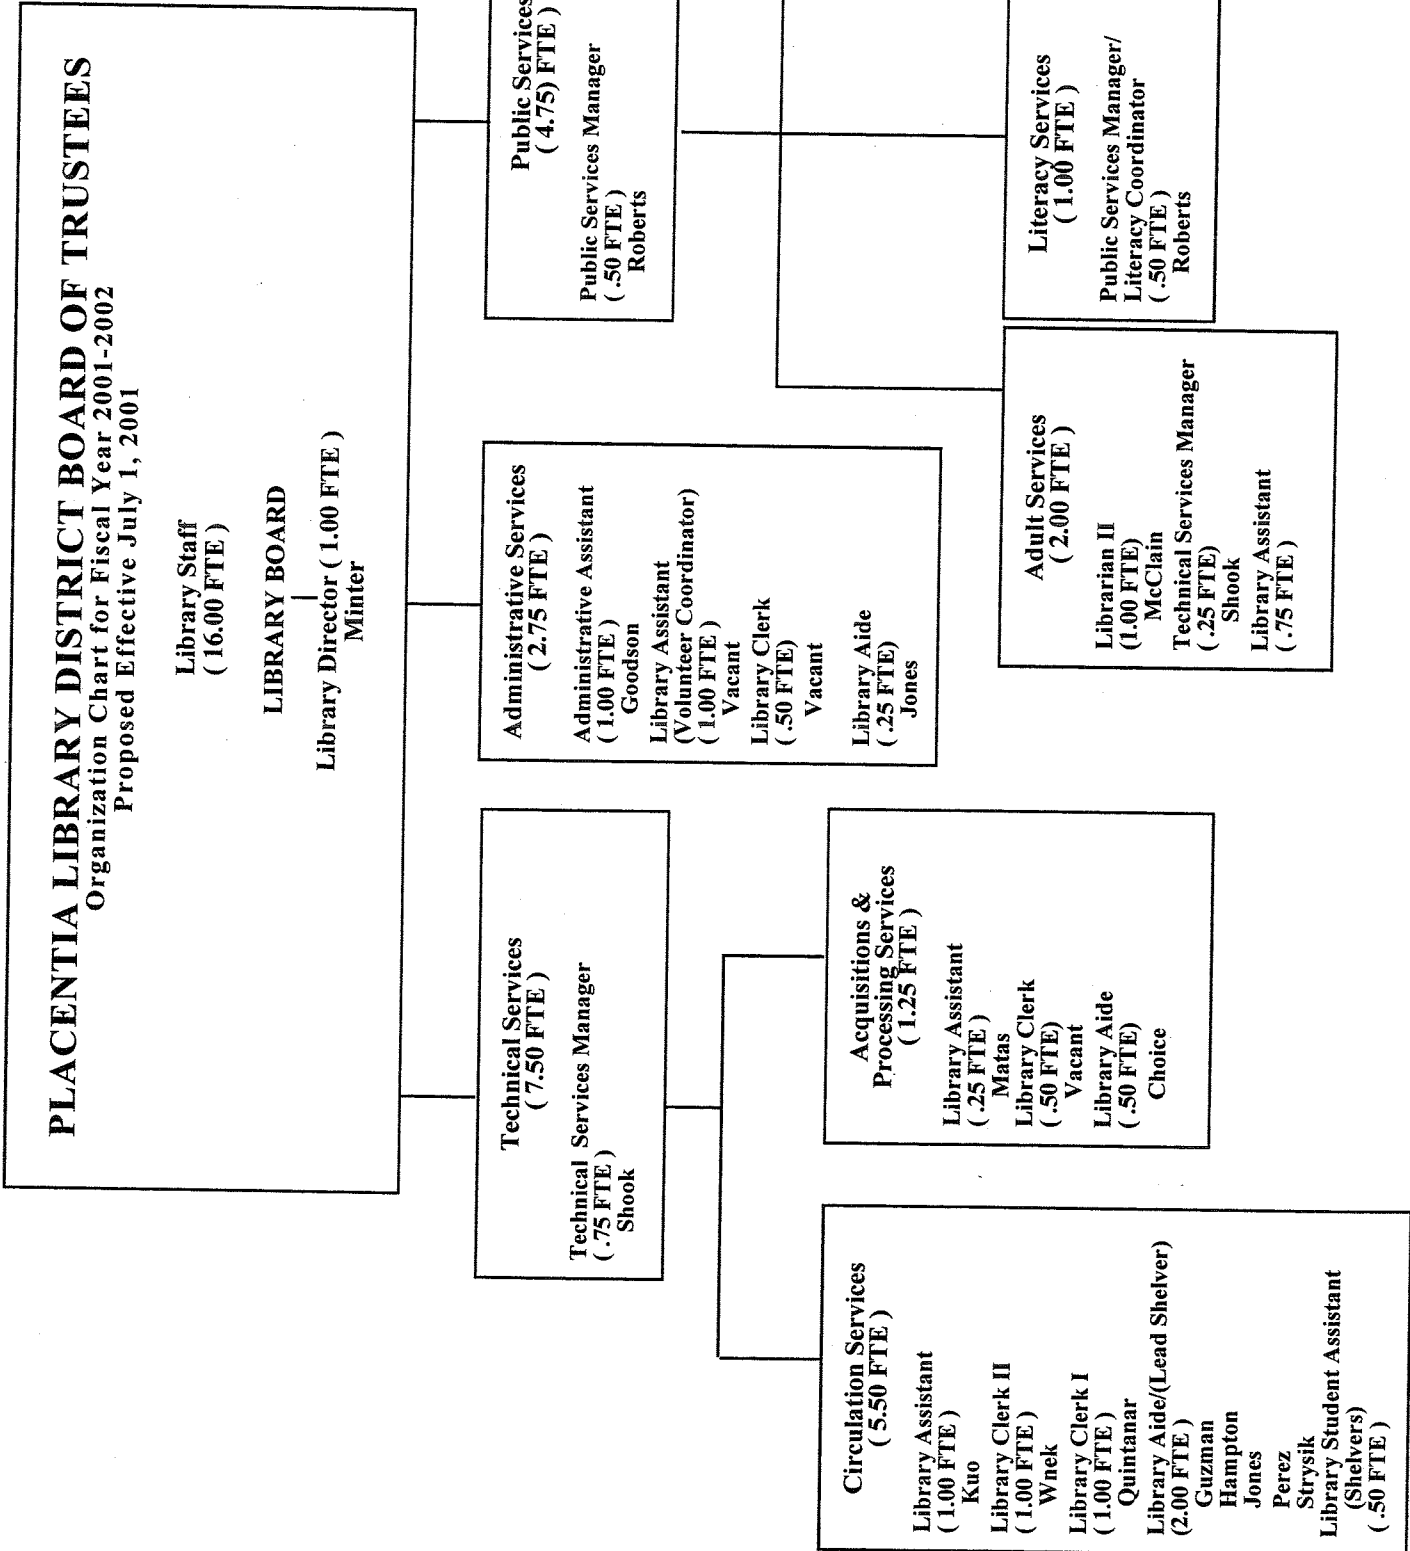 PLACENTIA LIBRARY DISTRICT BOARD OF TRUSTEES
Organization Chart for Fiscal Year 2001-2002
Proposed Effective July 1, 2001
Library Staff
( 16.00 FTE )
LIBRARY BOARD
Library Director ( 1.00 FTE )
Minter
Technical Services
( 7.50 FTE )
Technical Services Manager
( .75 FTE )
Shook
Administrative Services
( 2.75 FTE )
Administrative Assistant
( 1.00 FTE )
Goodson
Library Assistant
(Volunteer Coordinator)
( 1.00 FTE )
Vacant
Library Clerk
( .50 FTE)
Vacant
Library Aide
( .25 FTE)
Jones
Public Services
( 4.75) FTE )
Public Services Manager
( .50 FTE )
Roberts
Circulation Services
( 5.50 FTE )
Library Assistant
( 1.00 FTE )
Kuo
Library Clerk II
( 1.00 FTE )
Wnek
Library Clerk I
( 1.00 FTE )
Quintanar
Library Aide/(Lead Shelver)
(2.00 FTE )
Guzman
Hampton
Jones
Perez
Strysik
Library Student Assistant
(Shelvers)
( .50 FTE )
Acquisitions &
Processing Services
( 1.25 FTE )
Library Assistant
( .25 FTE )
Matas
Library Clerk
( .50 FTE)
Vacant
Library Aide
( .50 FTE)
Choice
Adult Services
( 2.00 FTE )
Librarian II
(1.00 FTE)
McClain
Technical Services Manager
( .25 FTE)
Shook
Library Assistant
( .75 FTE )
Literacy Services
( 1.00 FTE )
Public Services Manager/
Literacy Coordinator
( .50 FTE )
Roberts